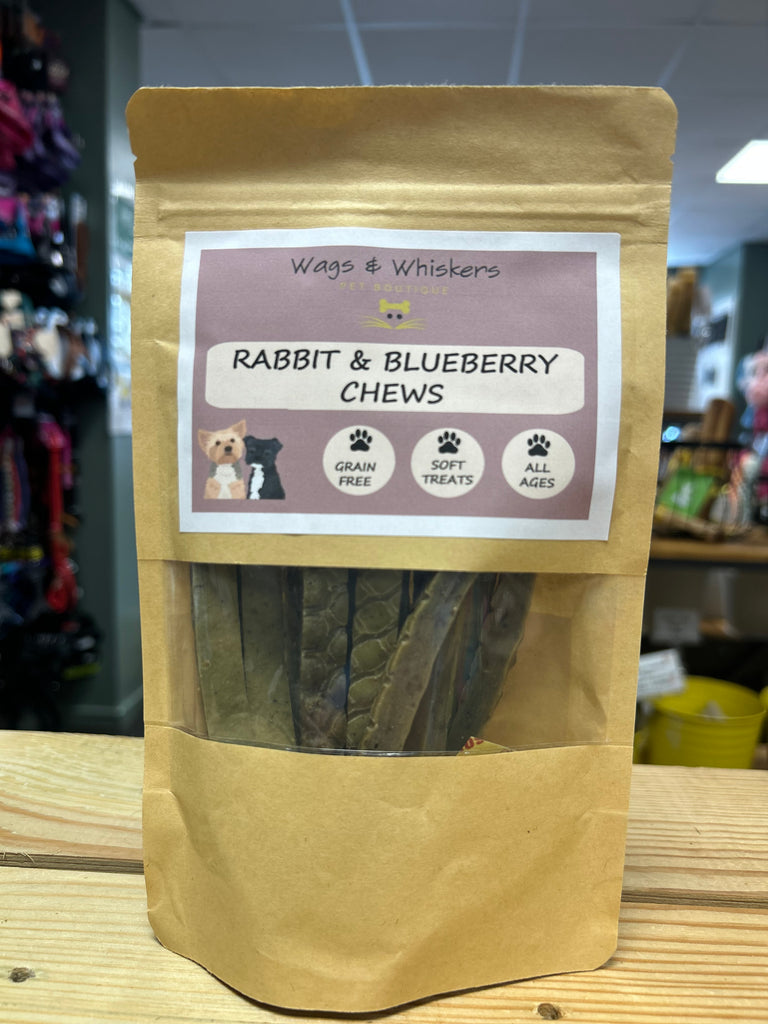 Wags & Whiskers
PET BOUTIQUE
RABBIT & BLUEBERRY
CHEWS
GRAIN
FREE
SOFT
TREATS
ALL
AGES